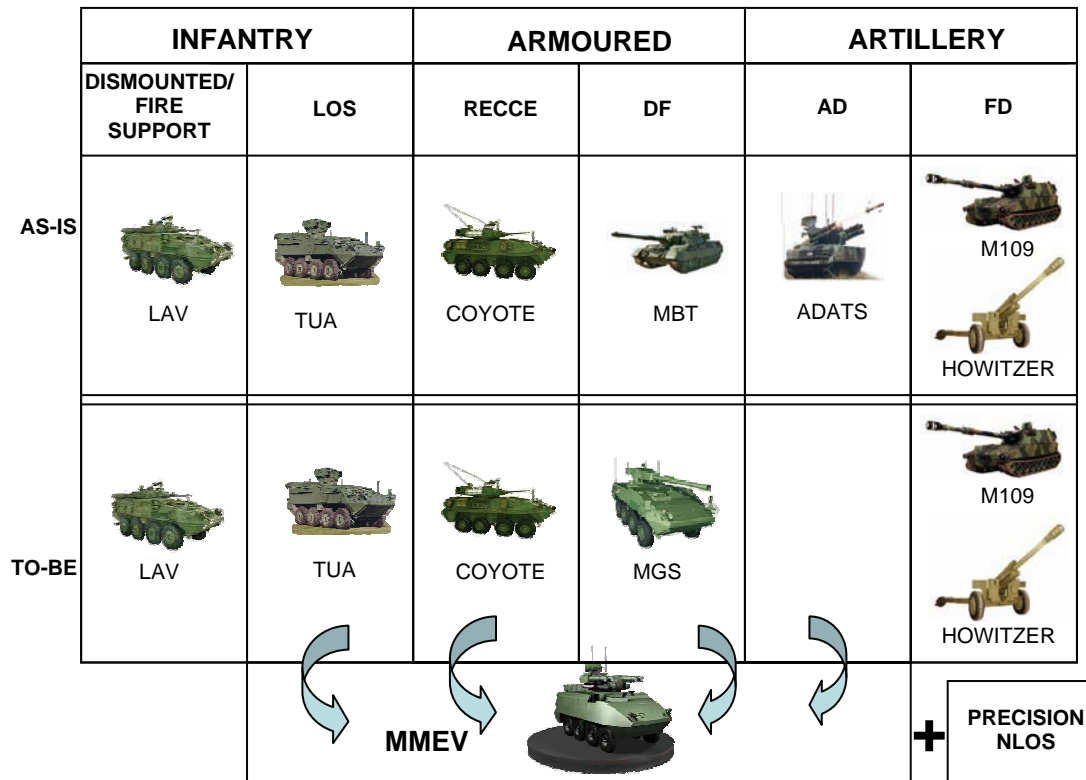 INFANTRY ARMOURED ARTILLERY
DISMOUNTED/
FIRE
SUPPORT
LOS RECCE DF AD FD
AS-IS
LAV TUA COYOTE MBT ADATS M109
HOWITZER
TO-BE
LAV TUA COYOTE MGS M109
HOWITZER
MMEV
+
PRECISION
NLOS